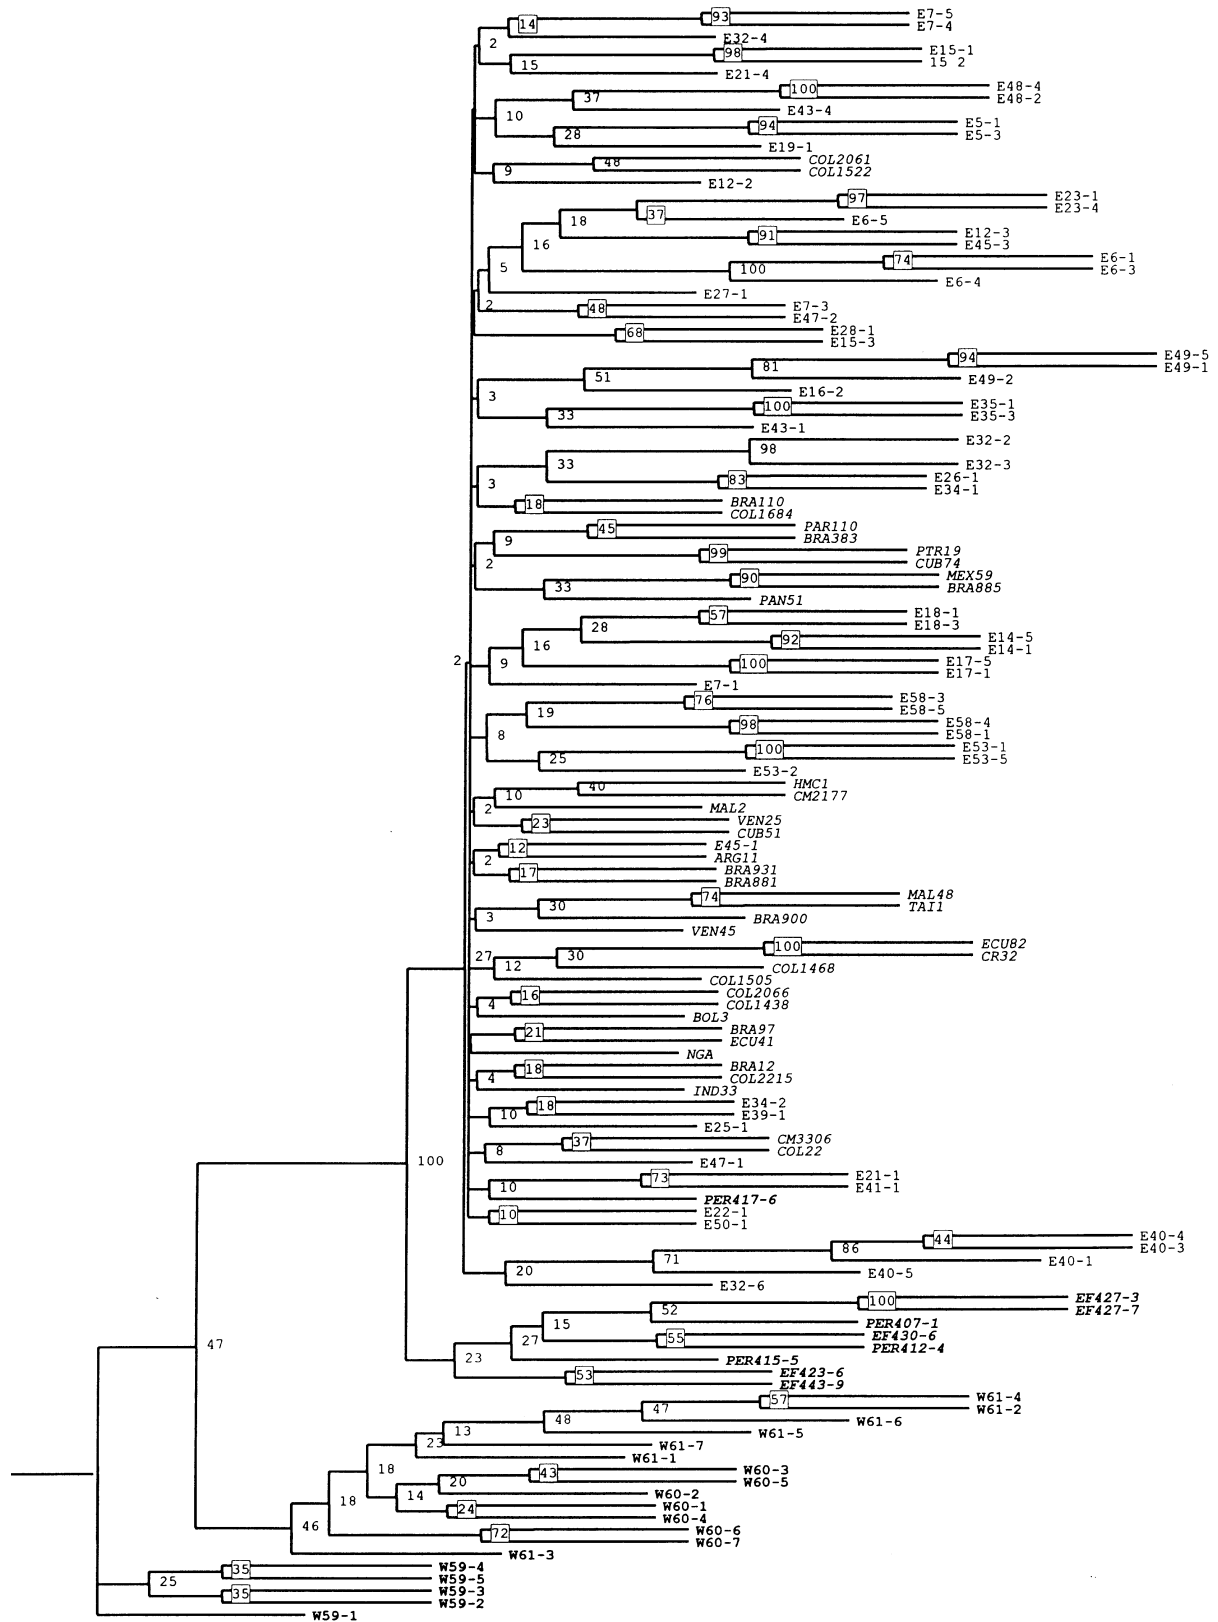 14 93 E7-5
E7-4
2 E32-4
98 E15-1
15 15 2
E21-4
37 100 E48-4
E48-2
10 E43-4
94 E5-1
28 E5-3
E19-1
48 COL2061
9 COL1522
E12-2
97 E23-1
37 E23-4
18 E6-5
91 E12-3
16 E45-3
74 E6-1
5 100 E6-3
E6-4
E27-1
2 48 E7-3
E47-2
68 E28-1
E15-3
94 E49-5
81 E49-1
51 E49-2
3 E16-2
100 E35-1
33 E35-3
E43-1
E32-2
98
33 E32-3
83 E26-1
3 E34-1
18 BRA110
COL1684
45 PAR110
9 BRA383
99 PTR19
2 CUB74
90 MEX59
33 BRA885
PAN51
57 E18-1
28 E18-3
92 E14-5
16 E14-1
2 9 100 E17-5
E17-1
E7-1
76 E58-3
19 E58-5
98 E58-4
8 E58-1
100 E53-1
25 E53-5
E53-2
40 HMC1
10 CM2177
2 MAL2
23 VEN25
CUB51
12 E45-1
2 ARG11
17 BRA931
BRA881
74 MAL48
30 TAI1
3 BRA900
VEN45
100 ECU82
27 30 CR32
12 COL1468
COL1505
16 COL2066
4 COL1438
BOL3
21 BRA97
ECU41
NGA
18 BRA12
4 COL2215
IND33
18 E34-2
10 E39-1
E25-1
37 CM3306
8 COL22
100 E47-1
73 E21-1
10 E41-1
PER417-6
10 E22-1
E50-1
44 E40-4
86 E40-3
71 E40-1
20 E40-5
E32-6
100 EF427-3
52 EF427-7
15 PER407-1
55 EF430-6
27 PER412-4
23 PER415-5
47 53 EF423-6
EF443-9
57 W61-4
47 W61-2
48 W61-6
13 W61-5
23 W61-7
W61-1
18 43 W60-3
20 W60-5
14 W60-2
18 24 W60-1
W60-4
46 72 W60-6
W60-7
W61-3
35 W59-4
25 W59-5
35 W59-3
W59-2
W59-1